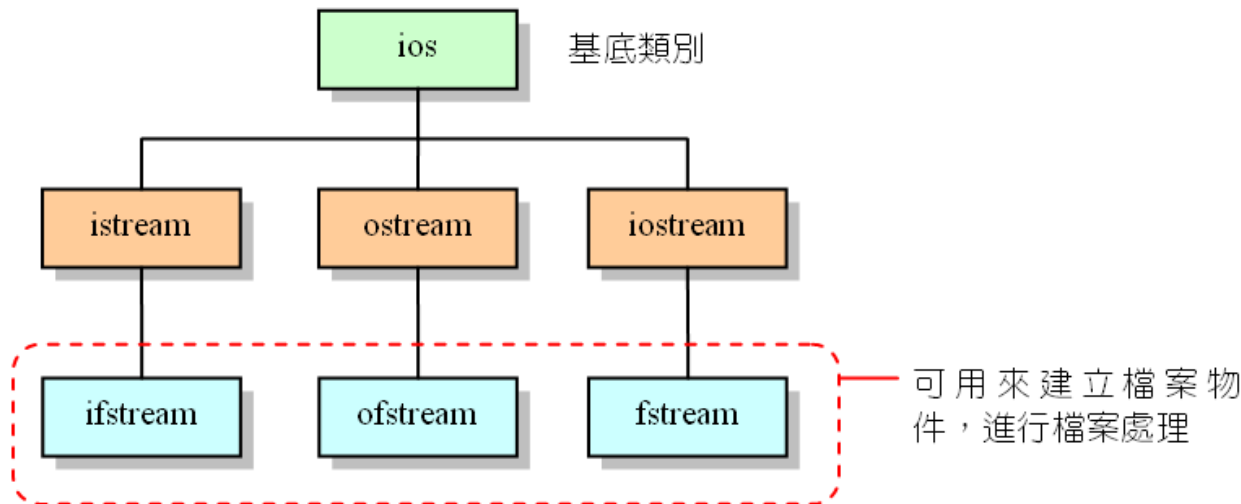 ios
基底類別
istream
ostream
iostream
ifstream
ofstream
fstream
可用來建立檔案物
件，進行檔案處理